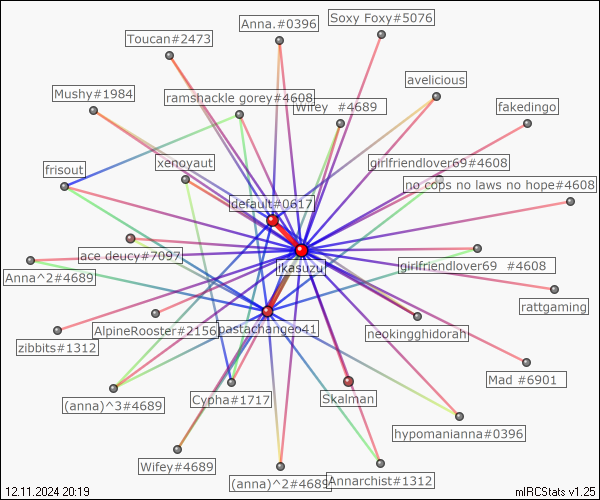 Soxy Foxy#5076
Anna.#0396
Toucan#2473
avelicious
Mushy#1984
ramshackle gorey#4608
Wifey #4689
fakedingo
xenoyaut
girlfriendlover69#4608
frisout
no cops no laws no hope#4608
default#0617
ace deucy#7097
ikasuzu
girlfriendlover69 #4608
Anna^2#4689
rattgaming
AlpineRooster#2156
pastachangeo41
neokingghidorah
zibbits#1312
Mad #6901
(anna)^3#4689
Cypha#1717
Skalman
hypomanianna#0396
Wifey#4689
(anna)^2#4689
Annarchist#1312
12.11.2024 20:19
mIRCStats v1.25